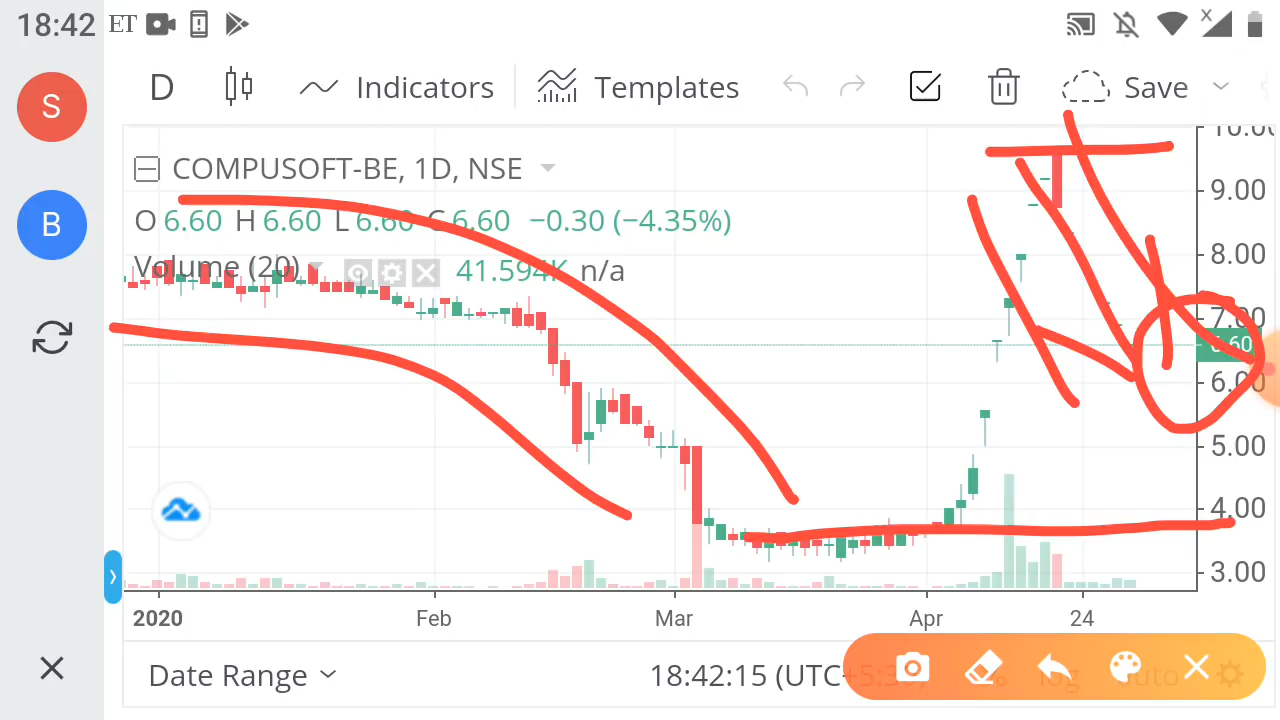 18:42 ET
S
B
D Indicators Templates Save
COMPUSOFT-BE, 1D, NSE
O 6.60 H 6.60 L 6.60 C 6.60 −0.30 (−4.35%)
Volume (20) 41.594K n/a
10.00
9.00
8.00
7.00
6.60
6.00
5.00
4.00
3.00
2020 Feb Mar Apr 24
Date Range 18:42:15 (UTC+5:30) % log auto